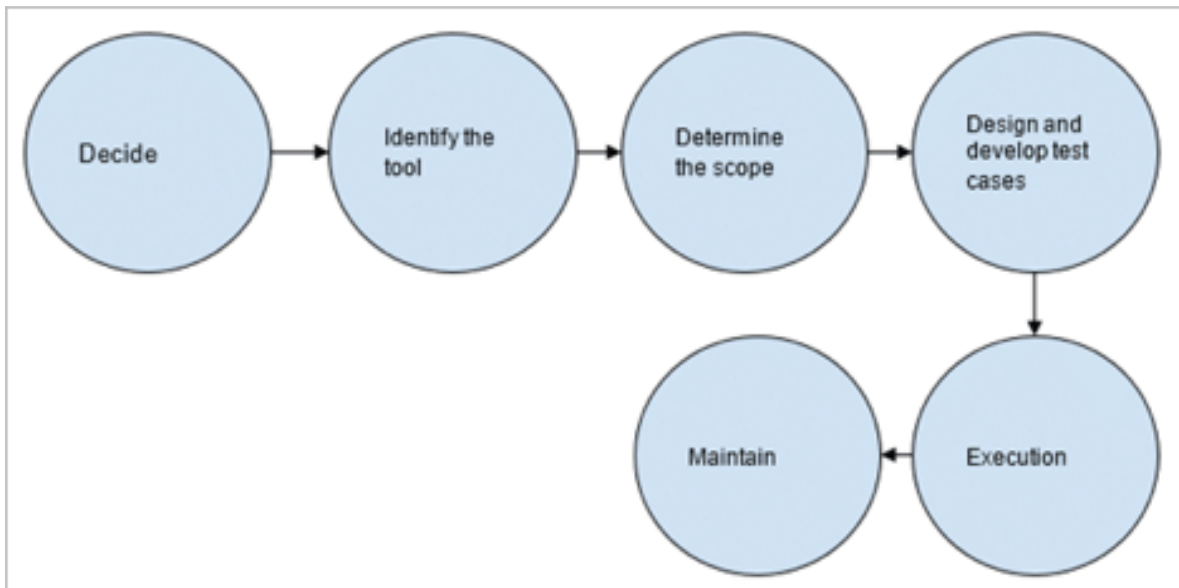 Decide
Identify the
tool
Determine
the scope
Design and
develop test
cases
Execution
Maintain